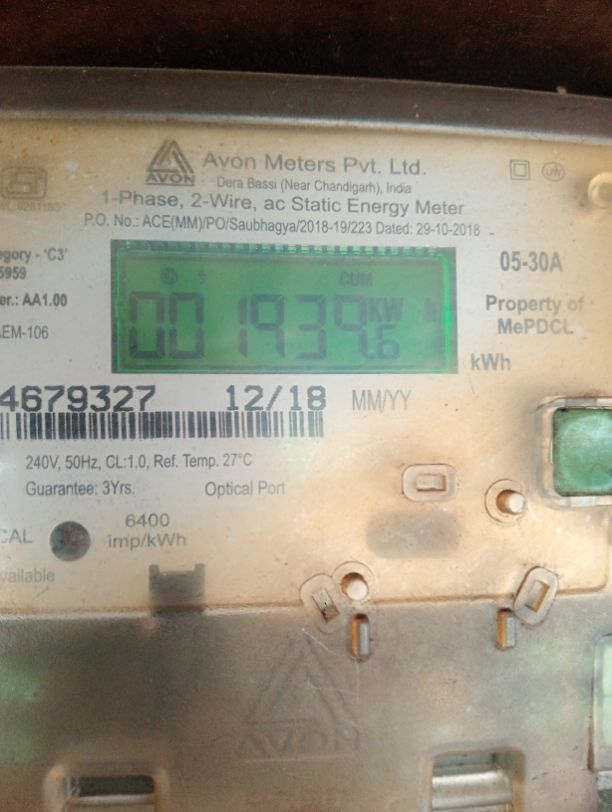 AVON
Avon Meters Pvt. Ltd.
Dera Bassi (Near Chandigarh), India
1-Phase, 2-Wire, ac Static Energy Meter
P.O. No.: ACE(MM)/PO/Saubhagya/2018-19/223 Dated: 29-10-2018
egory - 'C3'
5959
er.: AA1.00
AEM-106
CUM
001939.6 KW h
05-30A
Property of
MePDCL
kWh
4679327 12/18 MM/YY
240V, 50Hz, CL:1.0, Ref. Temp. 27°C
Guarantee: 3Yrs. Optical Port
CAL
6400
imp/kWh
vailable
AVON